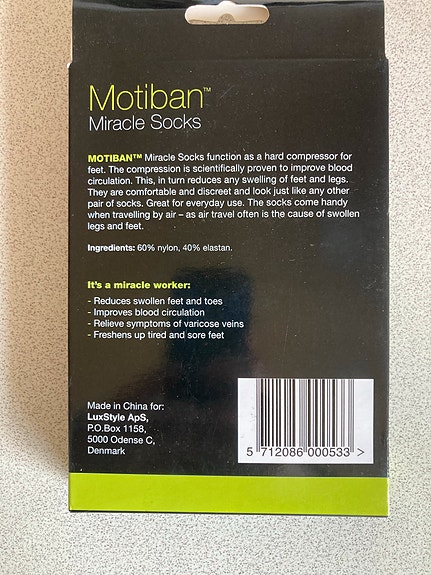 Motiban™
Miracle Socks
MOTIBAN™ Miracle Socks function as a hard compressor for
feet. The compression is scientifically proven to improve blood
circulation. This, in turn reduces any swelling of feet and legs.
They are comfortable and discreet and look just like any other
pair of socks. Great for everyday use. The socks come handy
when travelling by air – as air travel often is the cause of swollen
legs and feet.
Ingredients: 60% nylon, 40% elastan.
It's a miracle worker:
- Reduces swollen feet and toes
- Improves blood circulation
- Relieve symptoms of varicose veins
- Freshens up tired and sore feet
Made in China for:
LuxStyle ApS,
P.O.Box 1158,
5000 Odense C,
Denmark
5 712086 000533 >